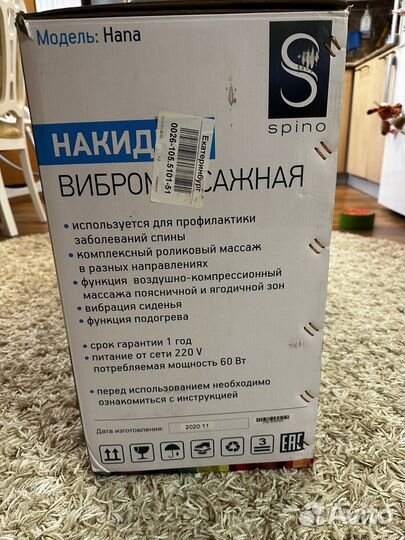 Модель: Hana
spino
НАКИД
ВИБРОМ САЖНАЯ
Екатеринбург
0026-105.5101-51
• используется для профилактики
заболеваний спины
• комплексный роликовый массаж
в разных направлениях
• функция воздушно-компрессионный
массажа поясничной и ягодичной зон
• вибрация сиденья
• функция подогрева
• срок гарантии 1 год
• питание от сети 220 V
потребляемая мощность 60 Вт
• перед использованием необходимо
ознакомиться с инструкцией
Дата изготовления: 2020.11
3
EAC
Avito